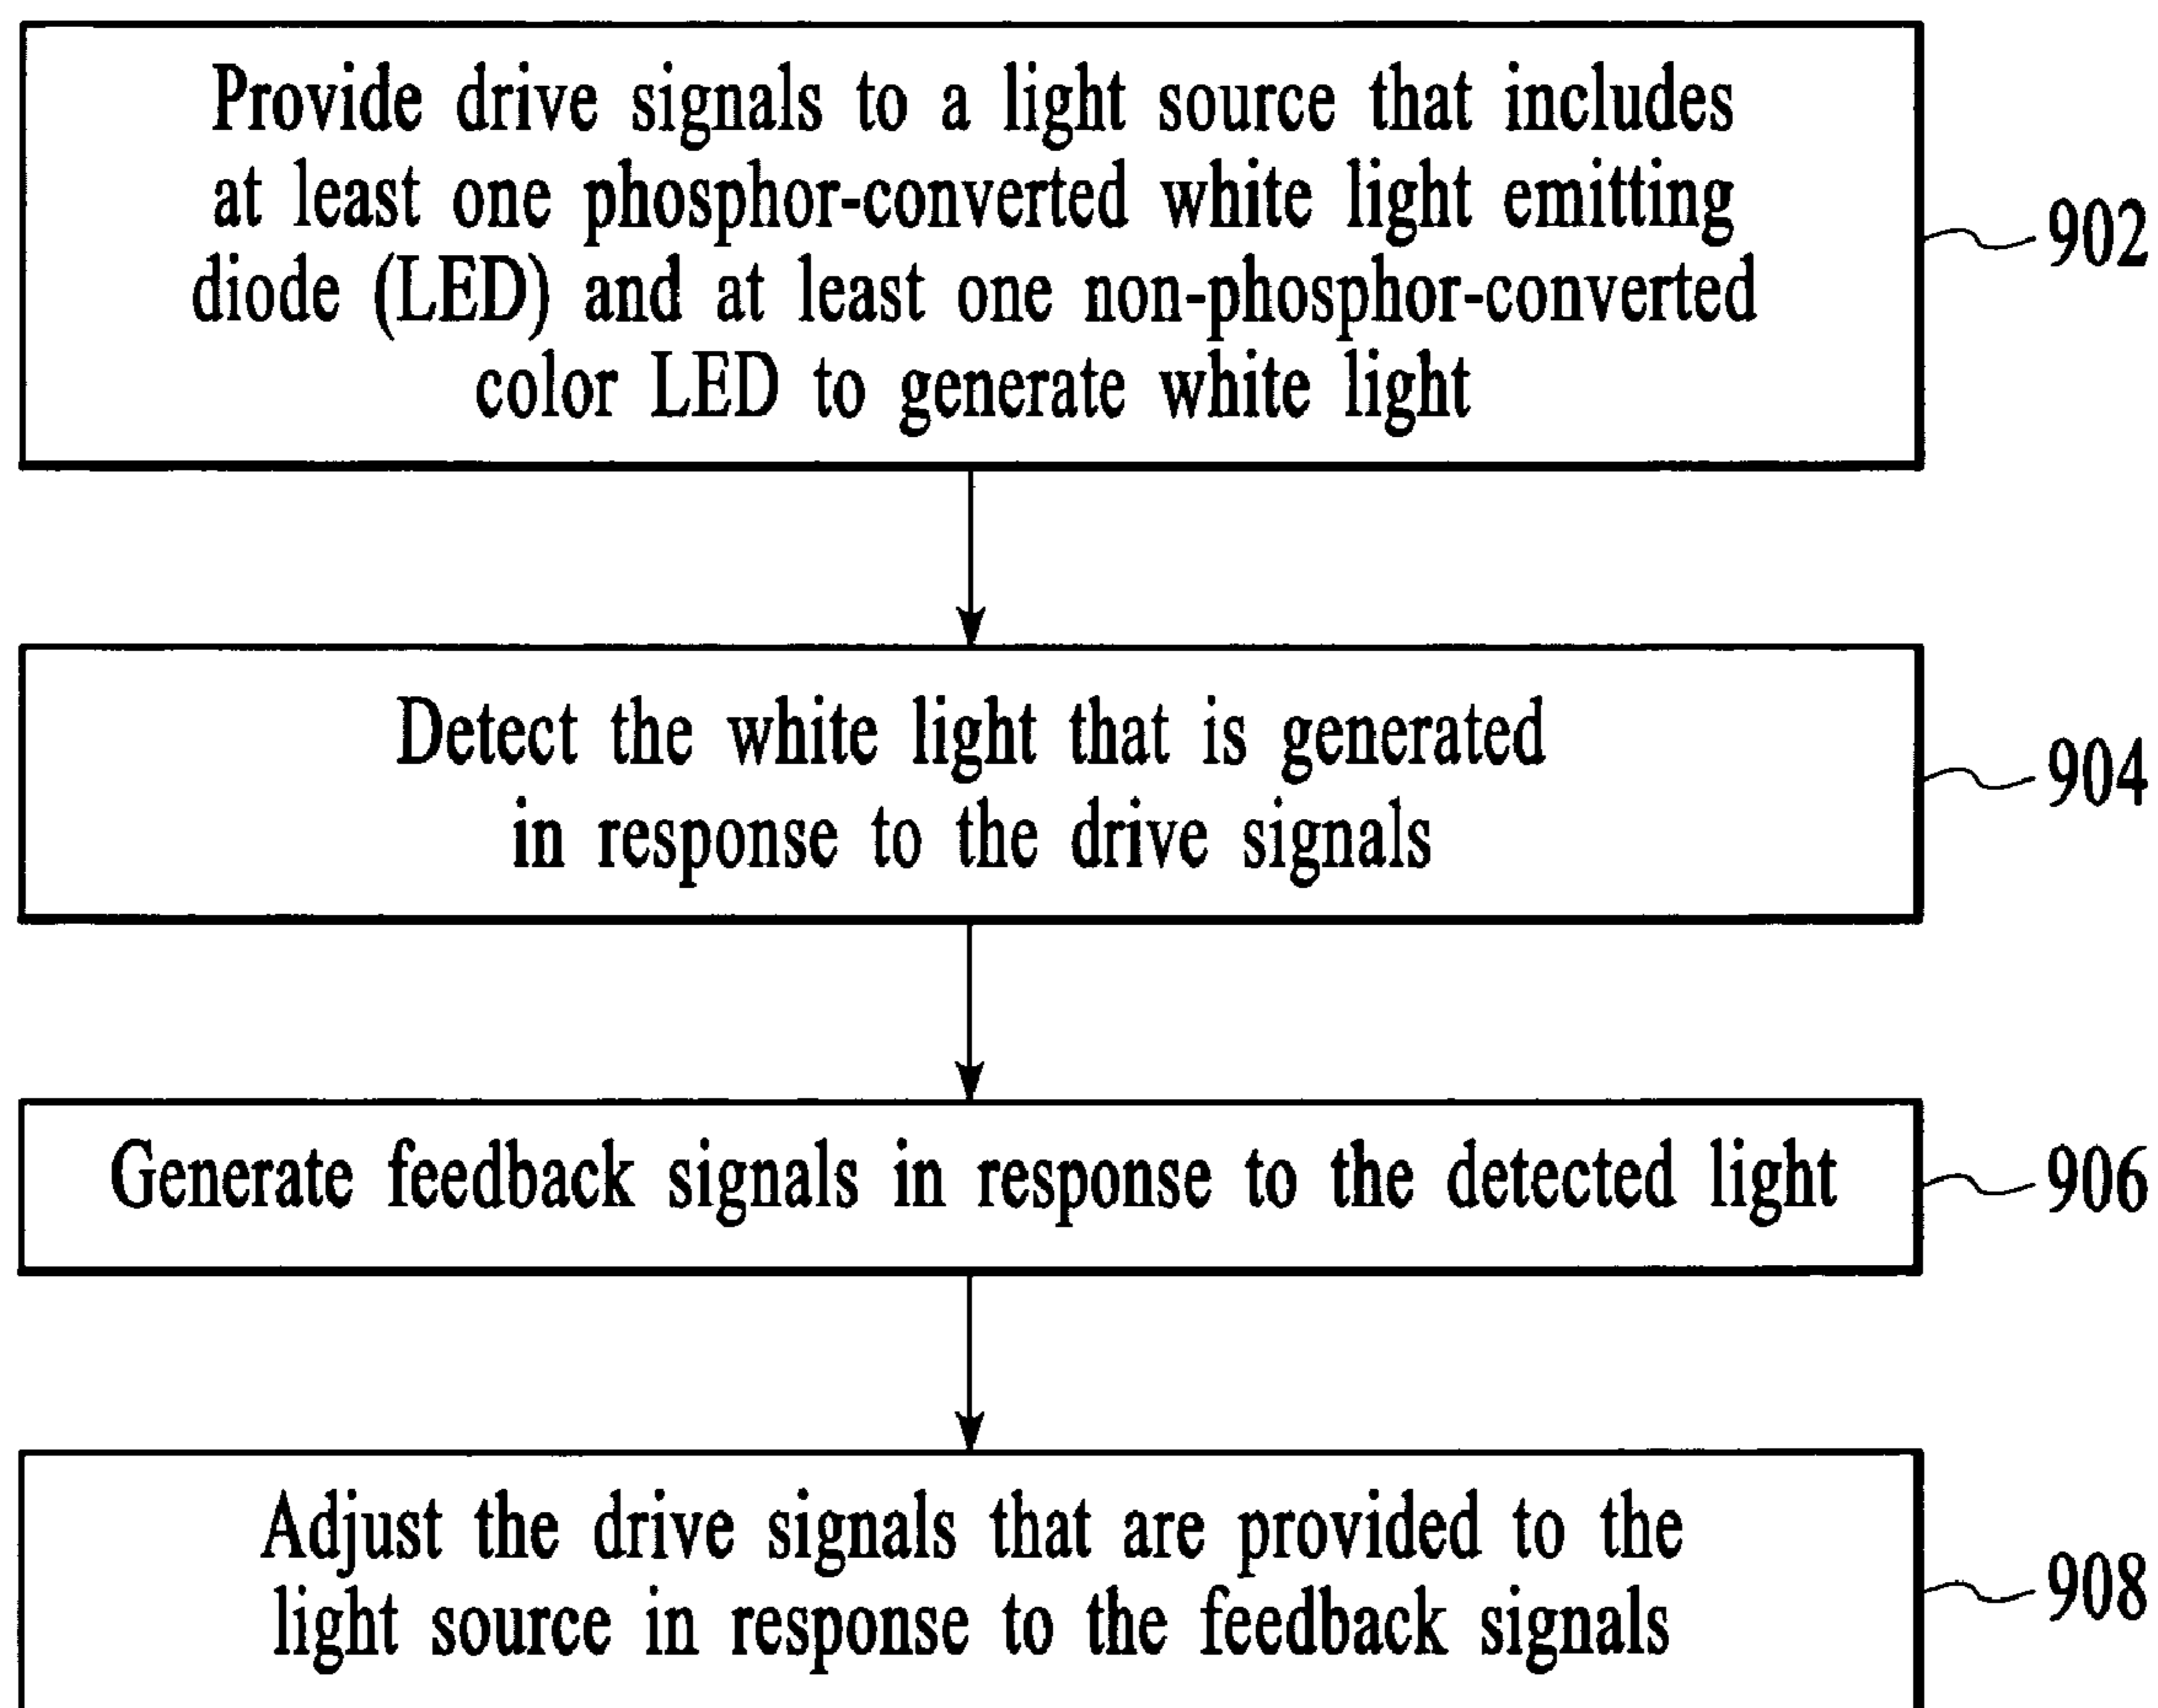 Provide drive signals to a light source that includes
at least one phosphor-converted white light emitting
diode (LED) and at least one non-phosphor-converted
color LED to generate white light
902
Detect the white light that is generated
in response to the drive signals
904
Generate feedback signals in response to the detected light
906
Adjust the drive signals that are provided to the
light source in response to the feedback signals
908